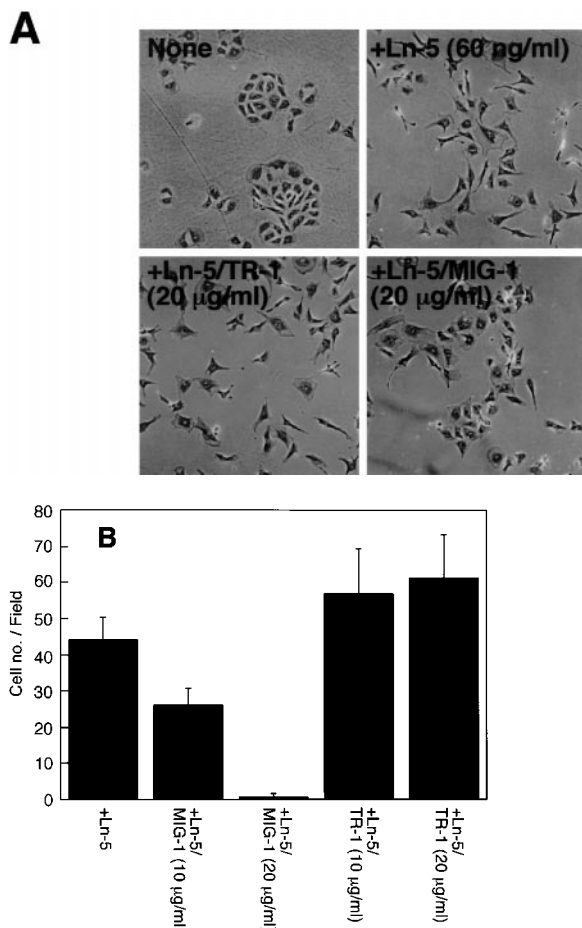 A
None
+Ln-5 (60 ng/ml)
+Ln-5/TR-1
(20 μg/ml)
+Ln-5/MIG-1
(20 μg/ml)
B
80
70
60
50
40
30
20
10
0
Cell no. / Field
+Ln-5
+Ln-5/
MIG-1 (10 μg/ml
+Ln-5/
MIG-1 (20 μg/ml
+Ln-5/
TR-1 (10 μg/ml)
+Ln-5/
TR-1 (20 μg/ml)